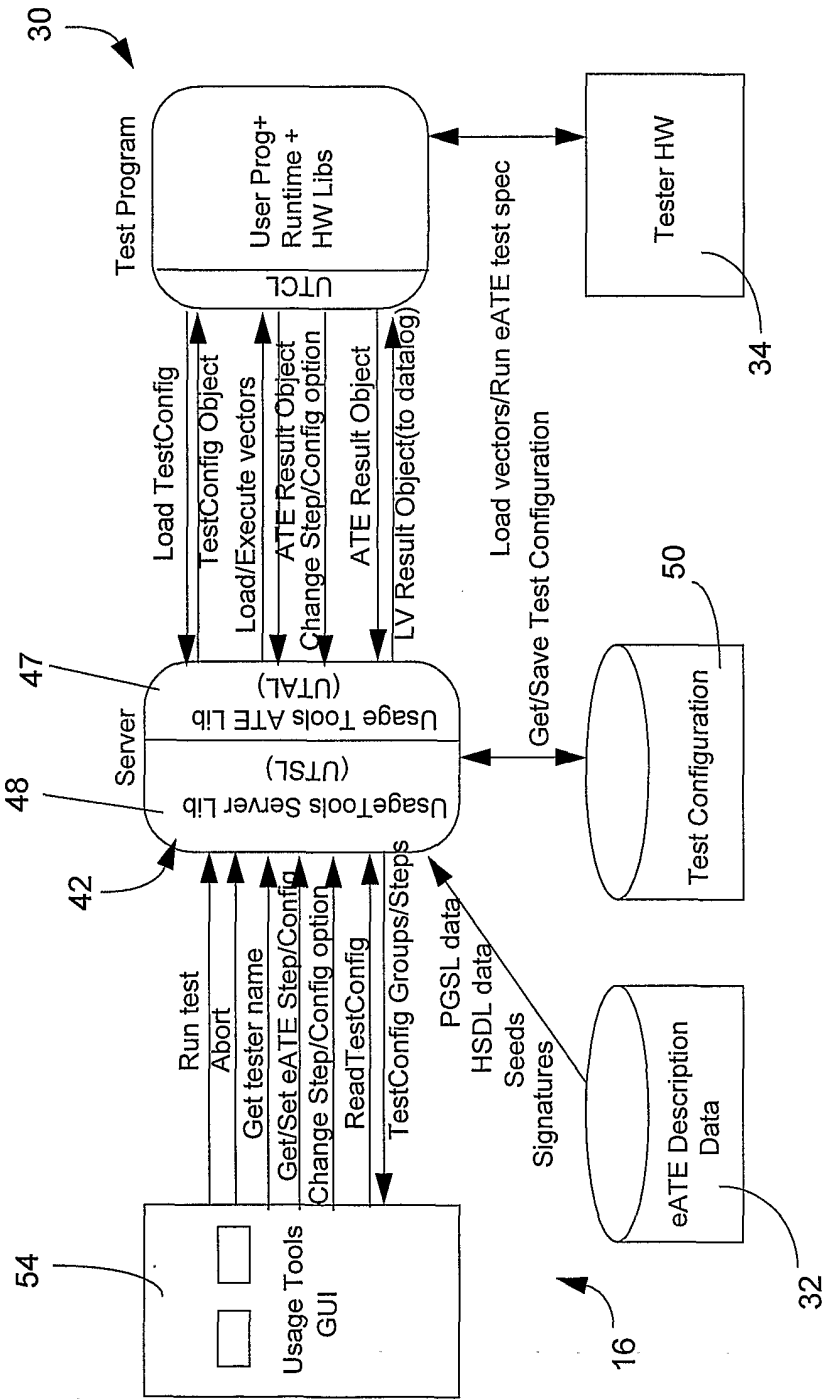 54
Usage Tools
GUI
Run test
Abort
Get tester name
Get/Set eATE Step/Config
Change Step/Config option
ReadTestConfig
TestConfig Groups/Steps
42
48
Server
47
UsageTools Server Lib
(UTSL)
Usage Tools ATE Lib
(UTAL)
Load TestConfig
TestConfig Object
Load/Execute vectors
ATE Result Object
Change Step/Config option
ATE Result Object
LV Result Object(to datalog)
Test Program
30
UTCL
User Prog+
Runtime +
HW Libs
PGSL data
HSDL data
Seeds
Signatures
Get/Save Test Configuration
Load vectors/Run eATE test spec
16
eATE Description
Data
32
Test Configuration
50
Tester HW
34